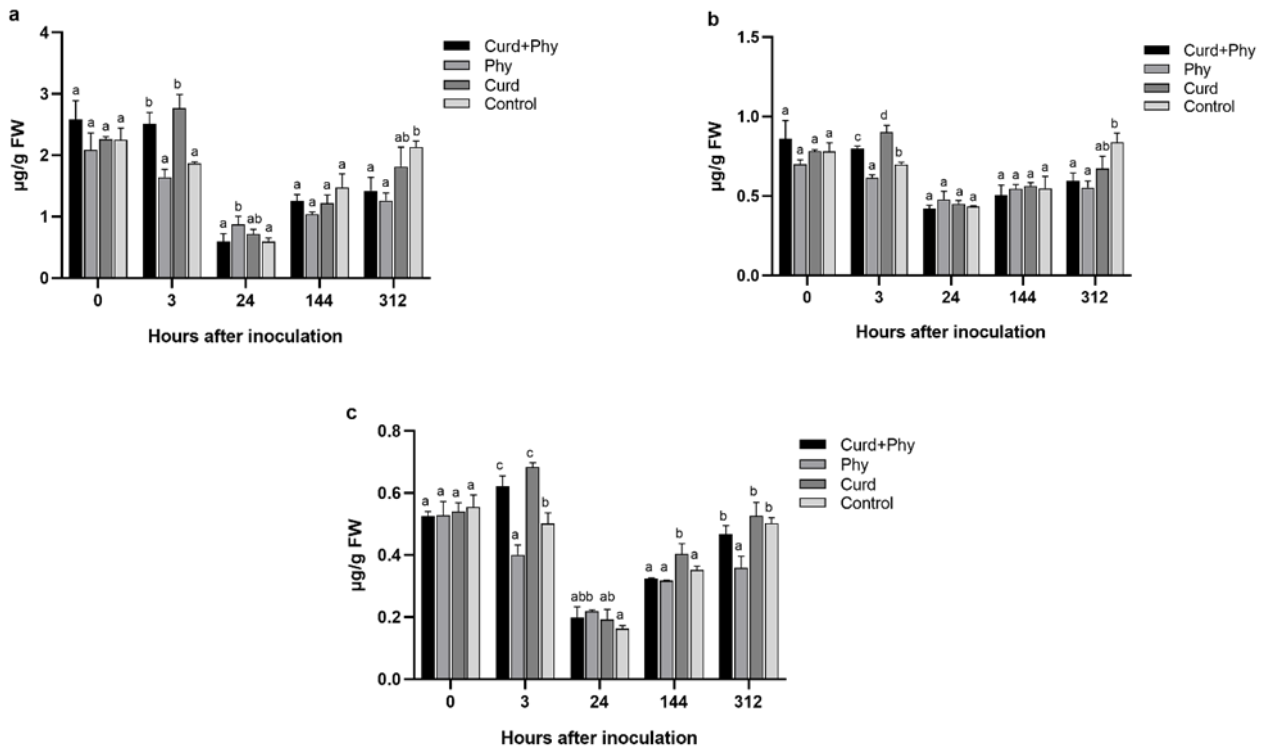 a
4
3
2
1
0
µg/g FW
a
a
a
a
b
a
b
a
a
b
ab
a
a
a
a
a
a
a
ab
b
0
3
24
144
312
Hours after inoculation
Curd+Phy
Phy
Curd
Control
b
1.5
1.0
0.5
0.0
µg/g FW
a
a
a
a
c
a
d
b
a
a
a
a
a
a
a
a
a
a
ab
b
0
3
24
144
312
Hours after inoculation
Curd+Phy
Phy
Curd
Control
c
0.8
0.6
0.4
0.2
0.0
µg/g FW
a
a
a
a
c
a
c
b
abb
ab
a
a
a
b
a
b
a
b
b
0
3
24
144
312
Hours after inoculation
Curd+Phy
Phy
Curd
Control